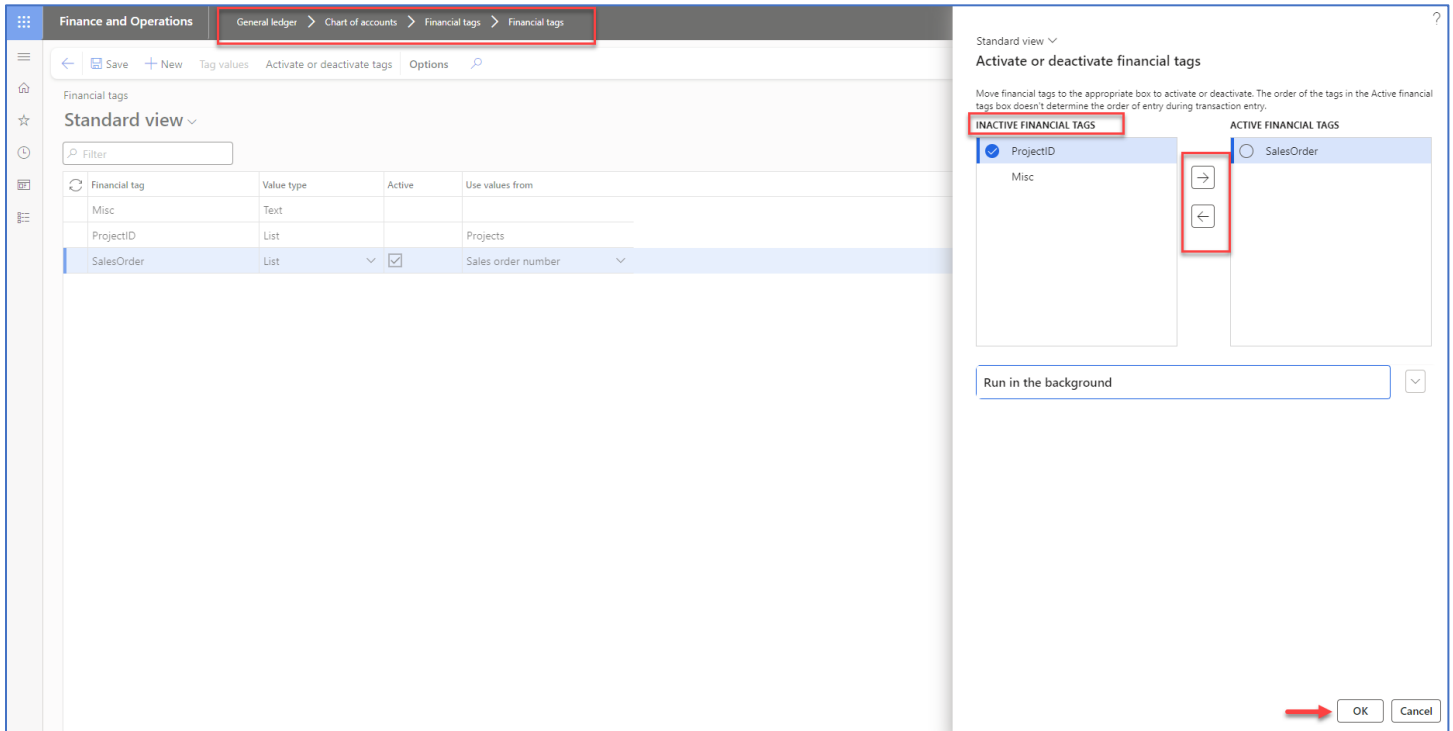 Finance and Operations
General ledger > Chart of accounts > Financial tags > Financial tags
?
Save New Tag values Activate or deactivate tags Options
Financial tags
Standard view
Filter
Financial tag Value type Active Use values from
Misc Text
ProjectID List Projects
SalesOrder List Sales order number
Standard view
Activate or deactivate financial tags
Move financial tags to the appropriate box to activate or deactivate. The order of the tags in the Active financial
tags box doesn't determine the order of entry during transaction entry.
INACTIVE FINANCIAL TAGS ACTIVE FINANCIAL TAGS
ProjectID SalesOrder
Misc
Run in the background
OK Cancel